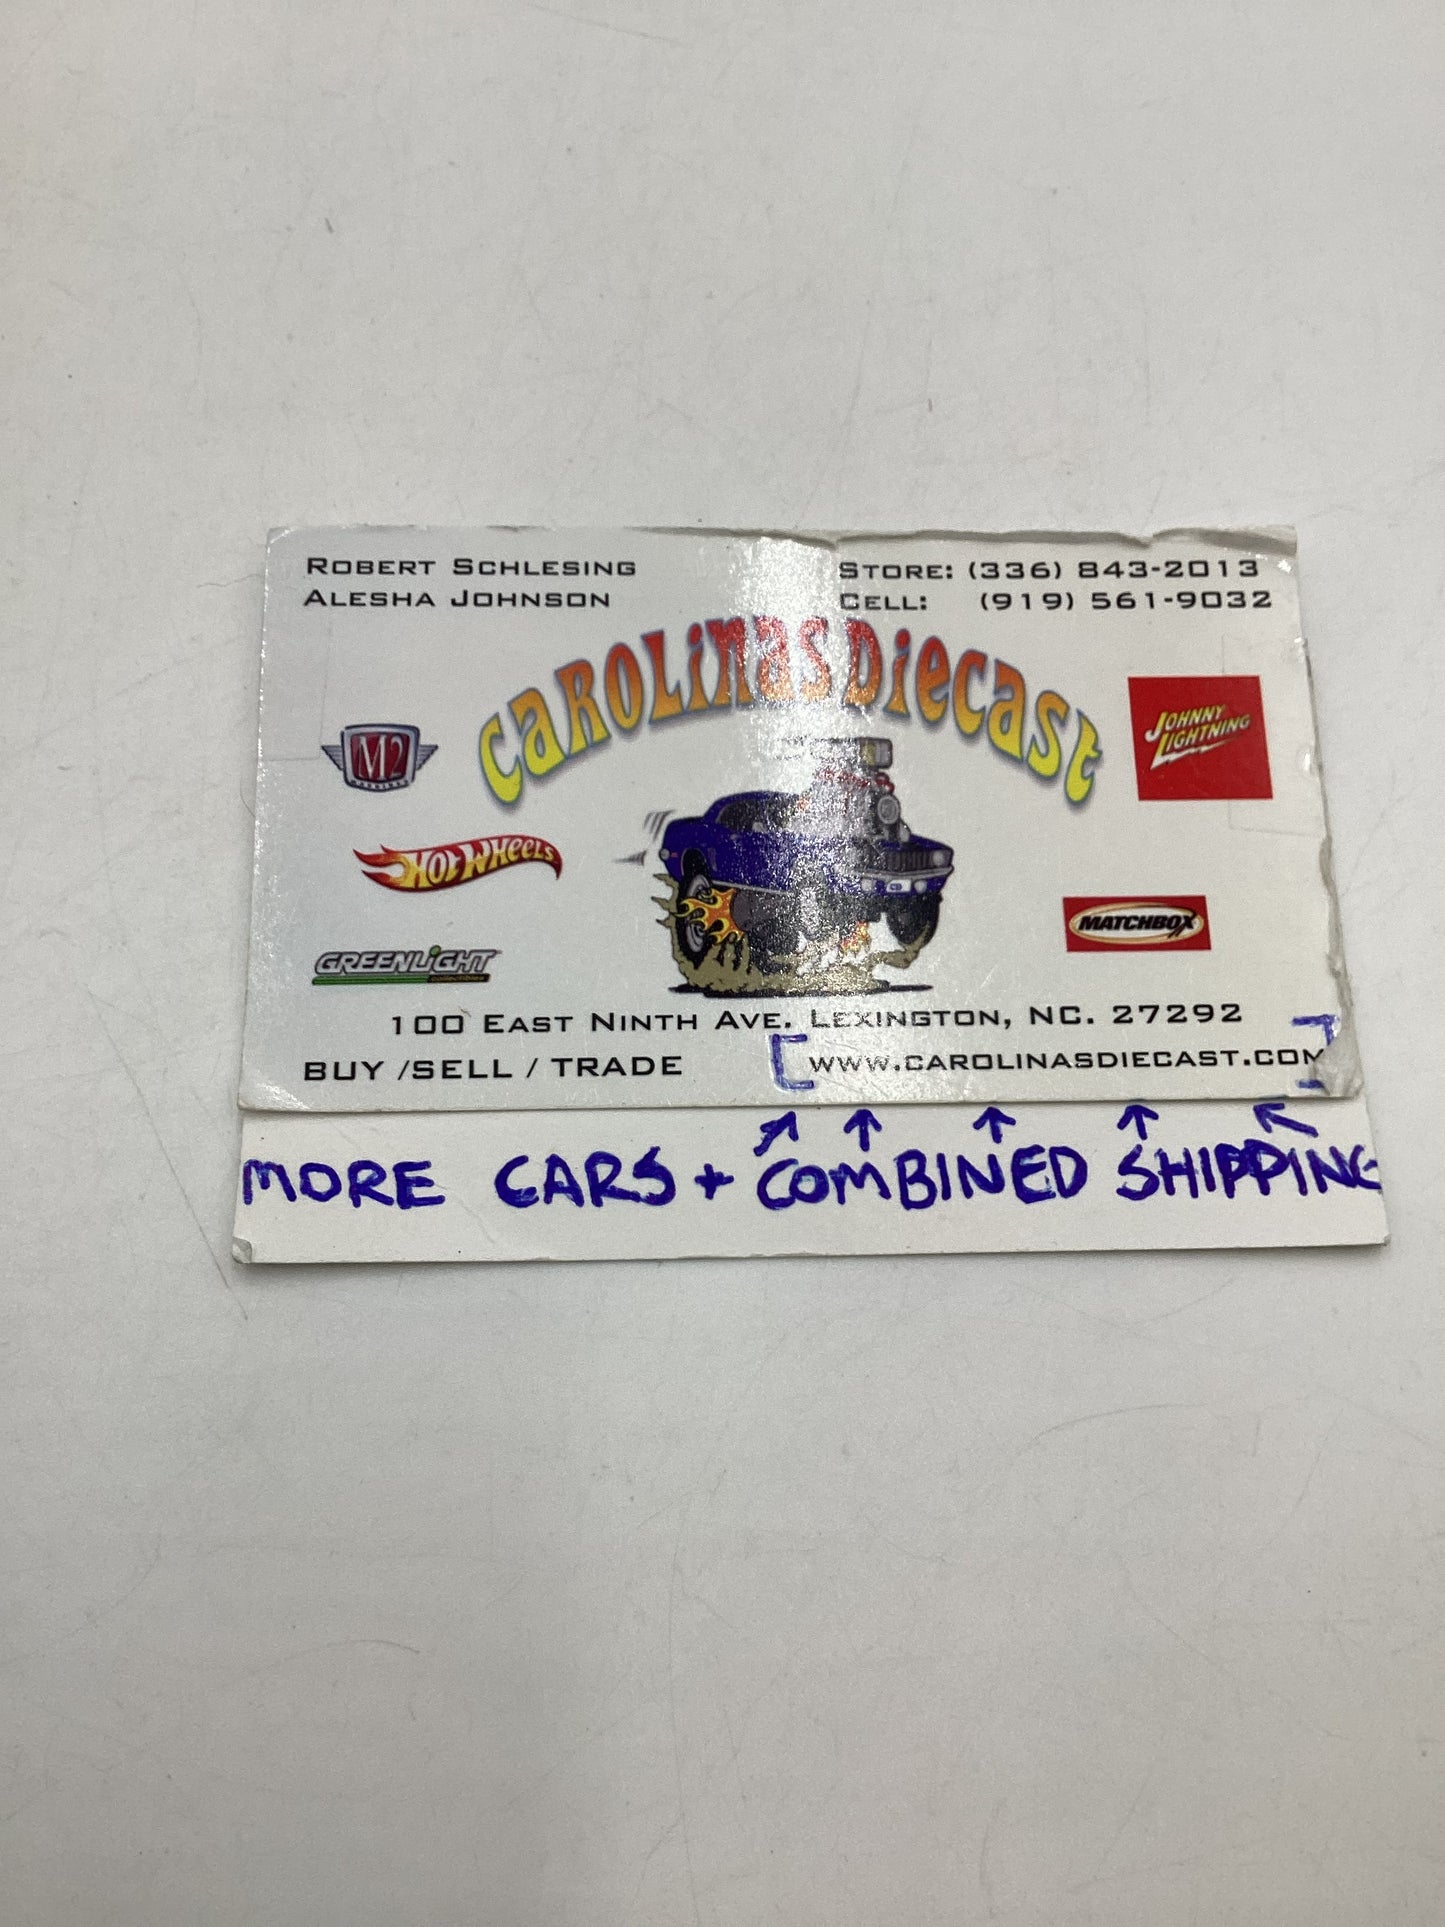 ROBERT SCHLESING
ALESHA JOHNSON
STORE: (336) 843-2013
CELL: (919) 561-9032
CAROLINAS DIECAST
M2
JOHNNY LIGHTNING
HOT WHEELS
MATCHBOX
GREENLIGHT
collectibles
100 EAST NINTH AVE. LEXINGTON, NC. 27292
BUY /SELL / TRADE
WWW.CAROLINASDIECAST.COM
MORE CARS + COMBINED SHIPPING